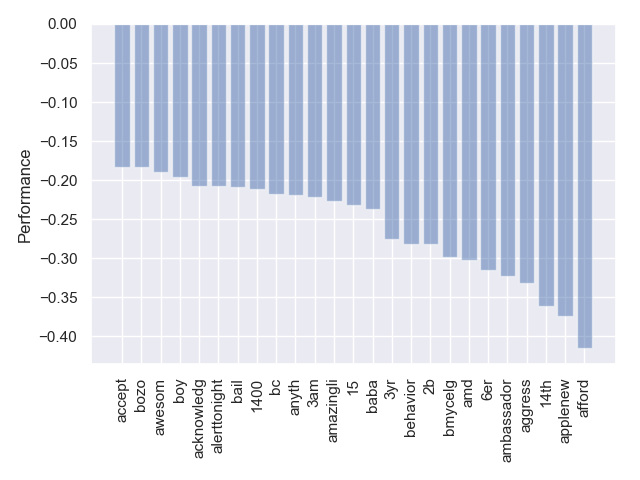 0.00
−0.05
−0.10
−0.15
−0.20
−0.25
−0.30
−0.35
−0.40
Performance
accept
bozo
awesom
boy
acknowledg
alerttonight
bail
1400
bc
anyth
3am
amazingli
15
baba
3yr
behavior
2b
bmycelg
amd
6er
ambassador
aggress
14th
applenew
afford